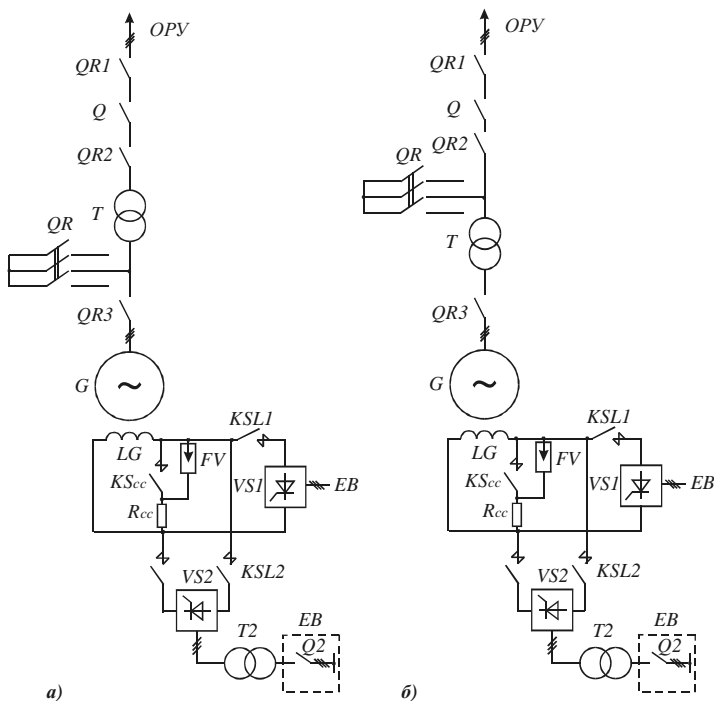 ОРУ
QR1
Q
QR2
T
QR
QR3
G
LG
KSL1
KScc
FV
VS1
EB
Rcc
VS2
KSL2
T2
EB
Q2
а)
ОРУ
QR1
Q
QR2
QR
T
QR3
G
LG
KSL1
KScc
FV
VS1
EB
Rcc
VS2
KSL2
T2
EB
Q2
б)